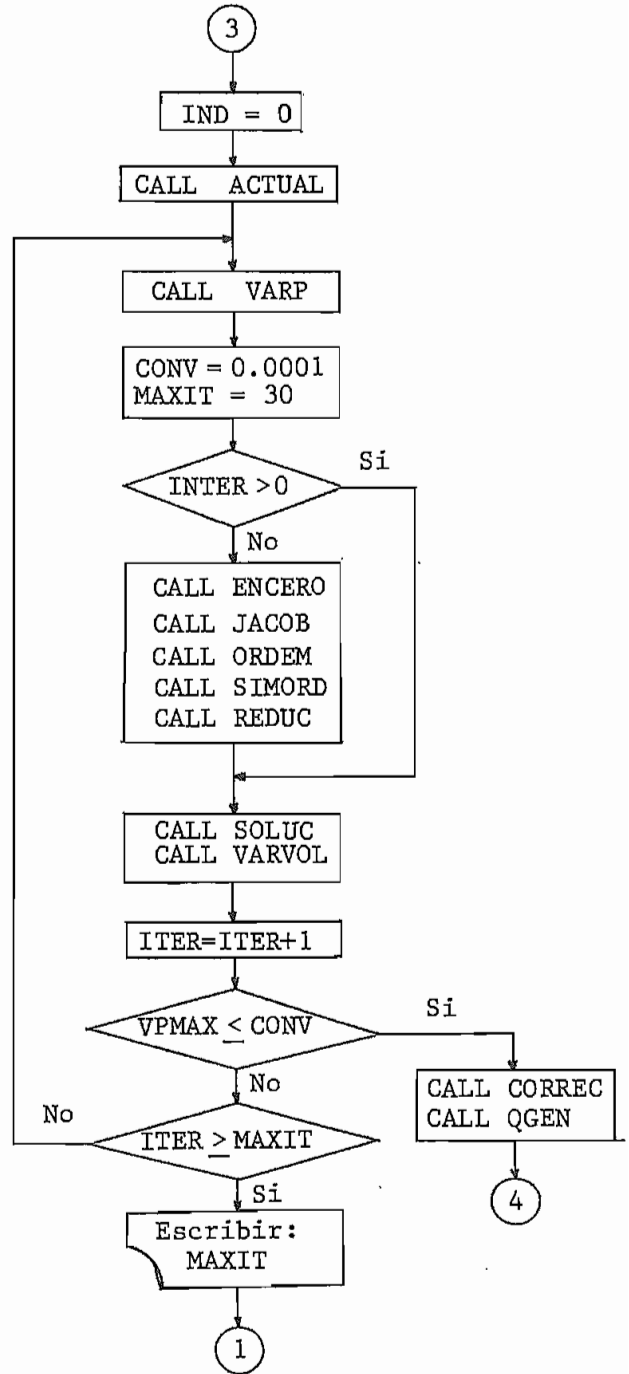 3
IND = 0
CALL ACTUAL
CALL VARP
CONV = 0.0001
MAXIT = 30
INTER >0
Si
No
CALL ENCERO
CALL JACOB
CALL ORDEM
CALL SIMORD
CALL REDUC
CALL SOLUC
CALL VARVOL
ITER=ITER+1
VPMAX ≤ CONV
Si
No
CALL CORREC
CALL QGEN
4
ITER ≥ MAXIT
No
Si
Escribir:
MAXIT
1